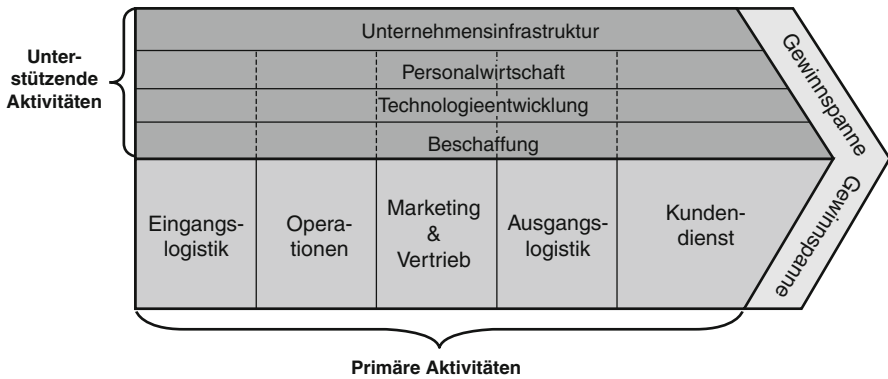 Unternehmensinfrastruktur
Unter-
stützende
Aktivitäten
Personalwirtschaft
Technologieentwicklung
Beschaffung
Gewinnspanne
Gewinnspanne
Eingangs-
logistik
Opera-
tionen
Marketing
&
Vertrieb
Ausgangs-
logistik
Kunden-
dienst
Primäre Aktivitäten